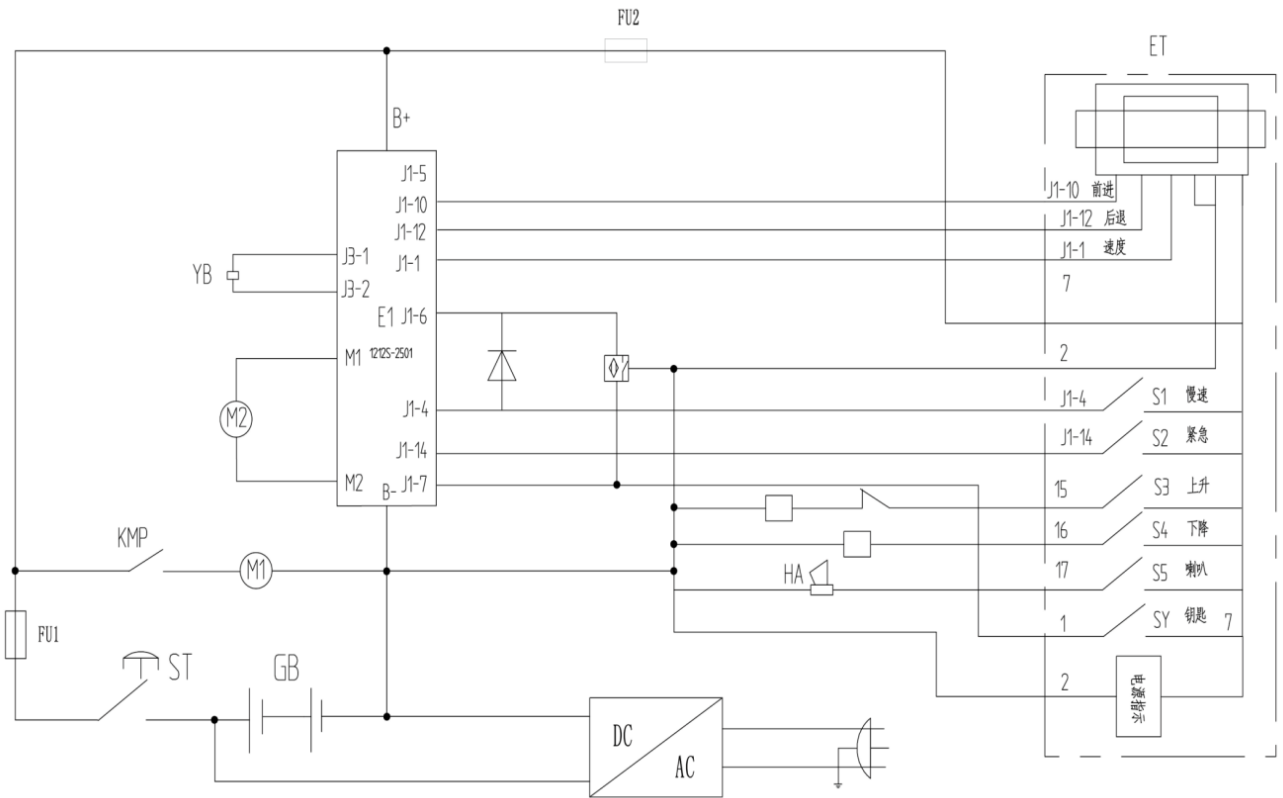 FU2
ET
B+
J1-5
J1-10
J1-10 前进
J1-12
J1-12 后退
J3-1
J1-1
J1-1 速度
YB
7
J3-2
E1 J1-6
M1 1212S-2501
2
J1-4
J1-4 S1 慢速
M2
J1-14
J1-14 S2 紧急
M2
B- J1-7
15 S3 上升
16 S4 下降
KMP
M1
HA
17 S5 喇叭
FU1
1 SY 钥匙 7
ST
GB
2
电源指示
DC
AC